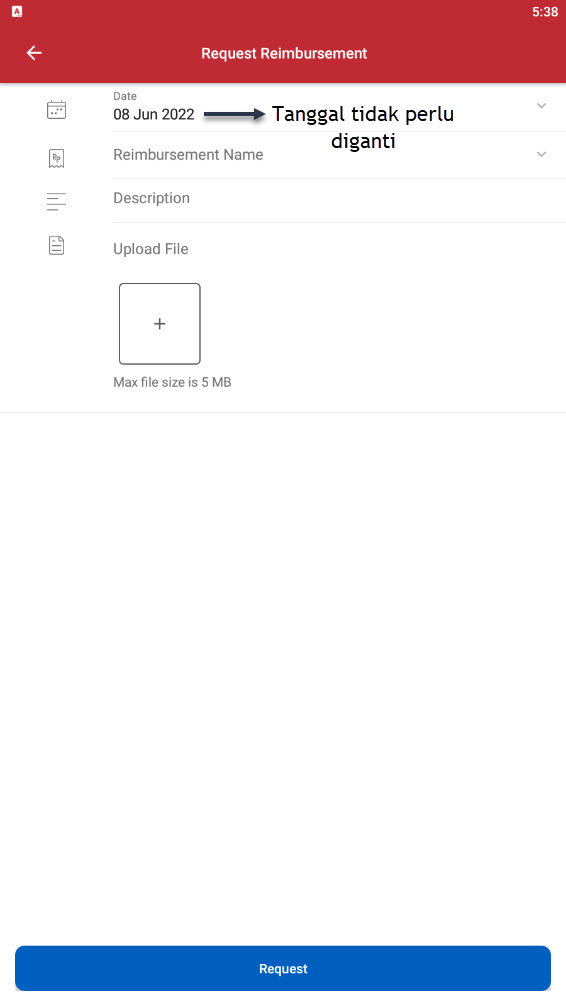 A
5:38
Request Reimbursement
Date
08 Jun 2022
Tanggal tidak perlu
diganti
Rp
Reimbursement Name
Description
Upload File
+
Max file size is 5 MB
Request